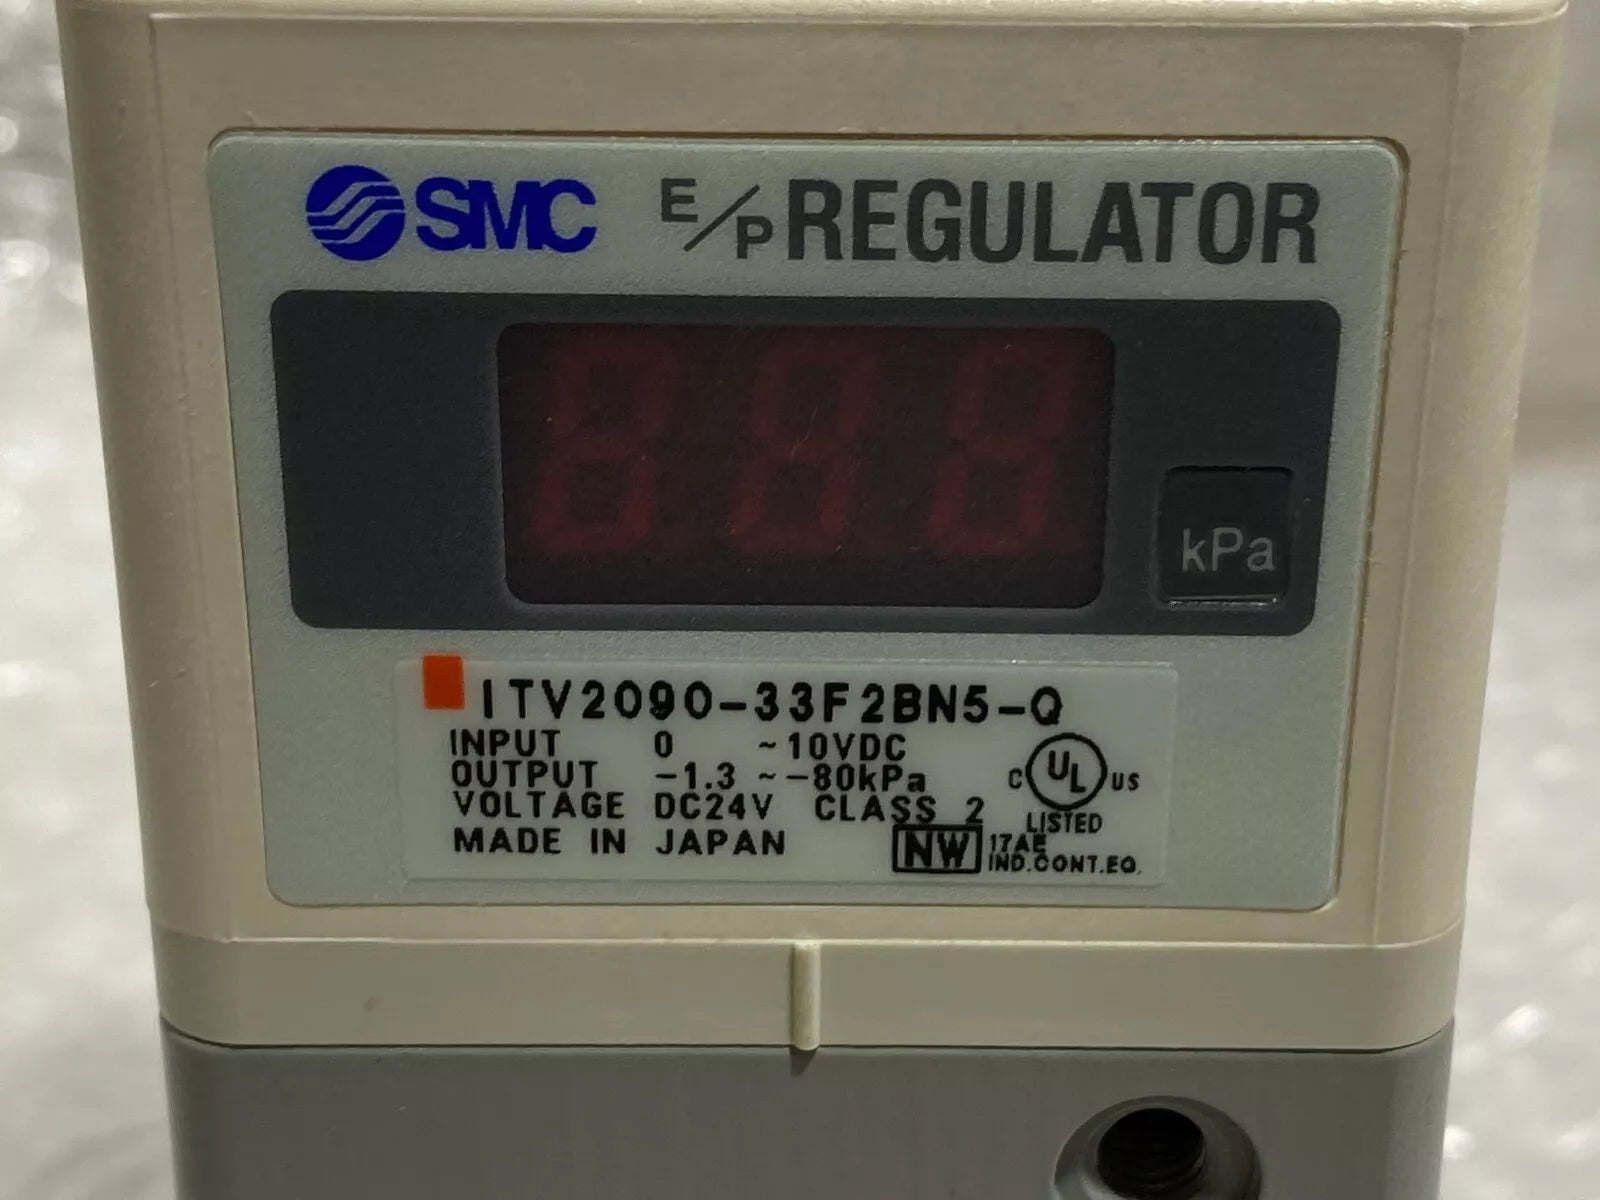 SMC E/P REGULATOR
kPa
ITV2090-33F2BN5-Q
INPUT 0 ~10VDC
OUTPUT -1.3 ~-80kPa
VOLTAGE DC24V CLASS 2
MADE IN JAPAN
C UL US
LISTED
NW 17AE
IND.CONT.EQ.